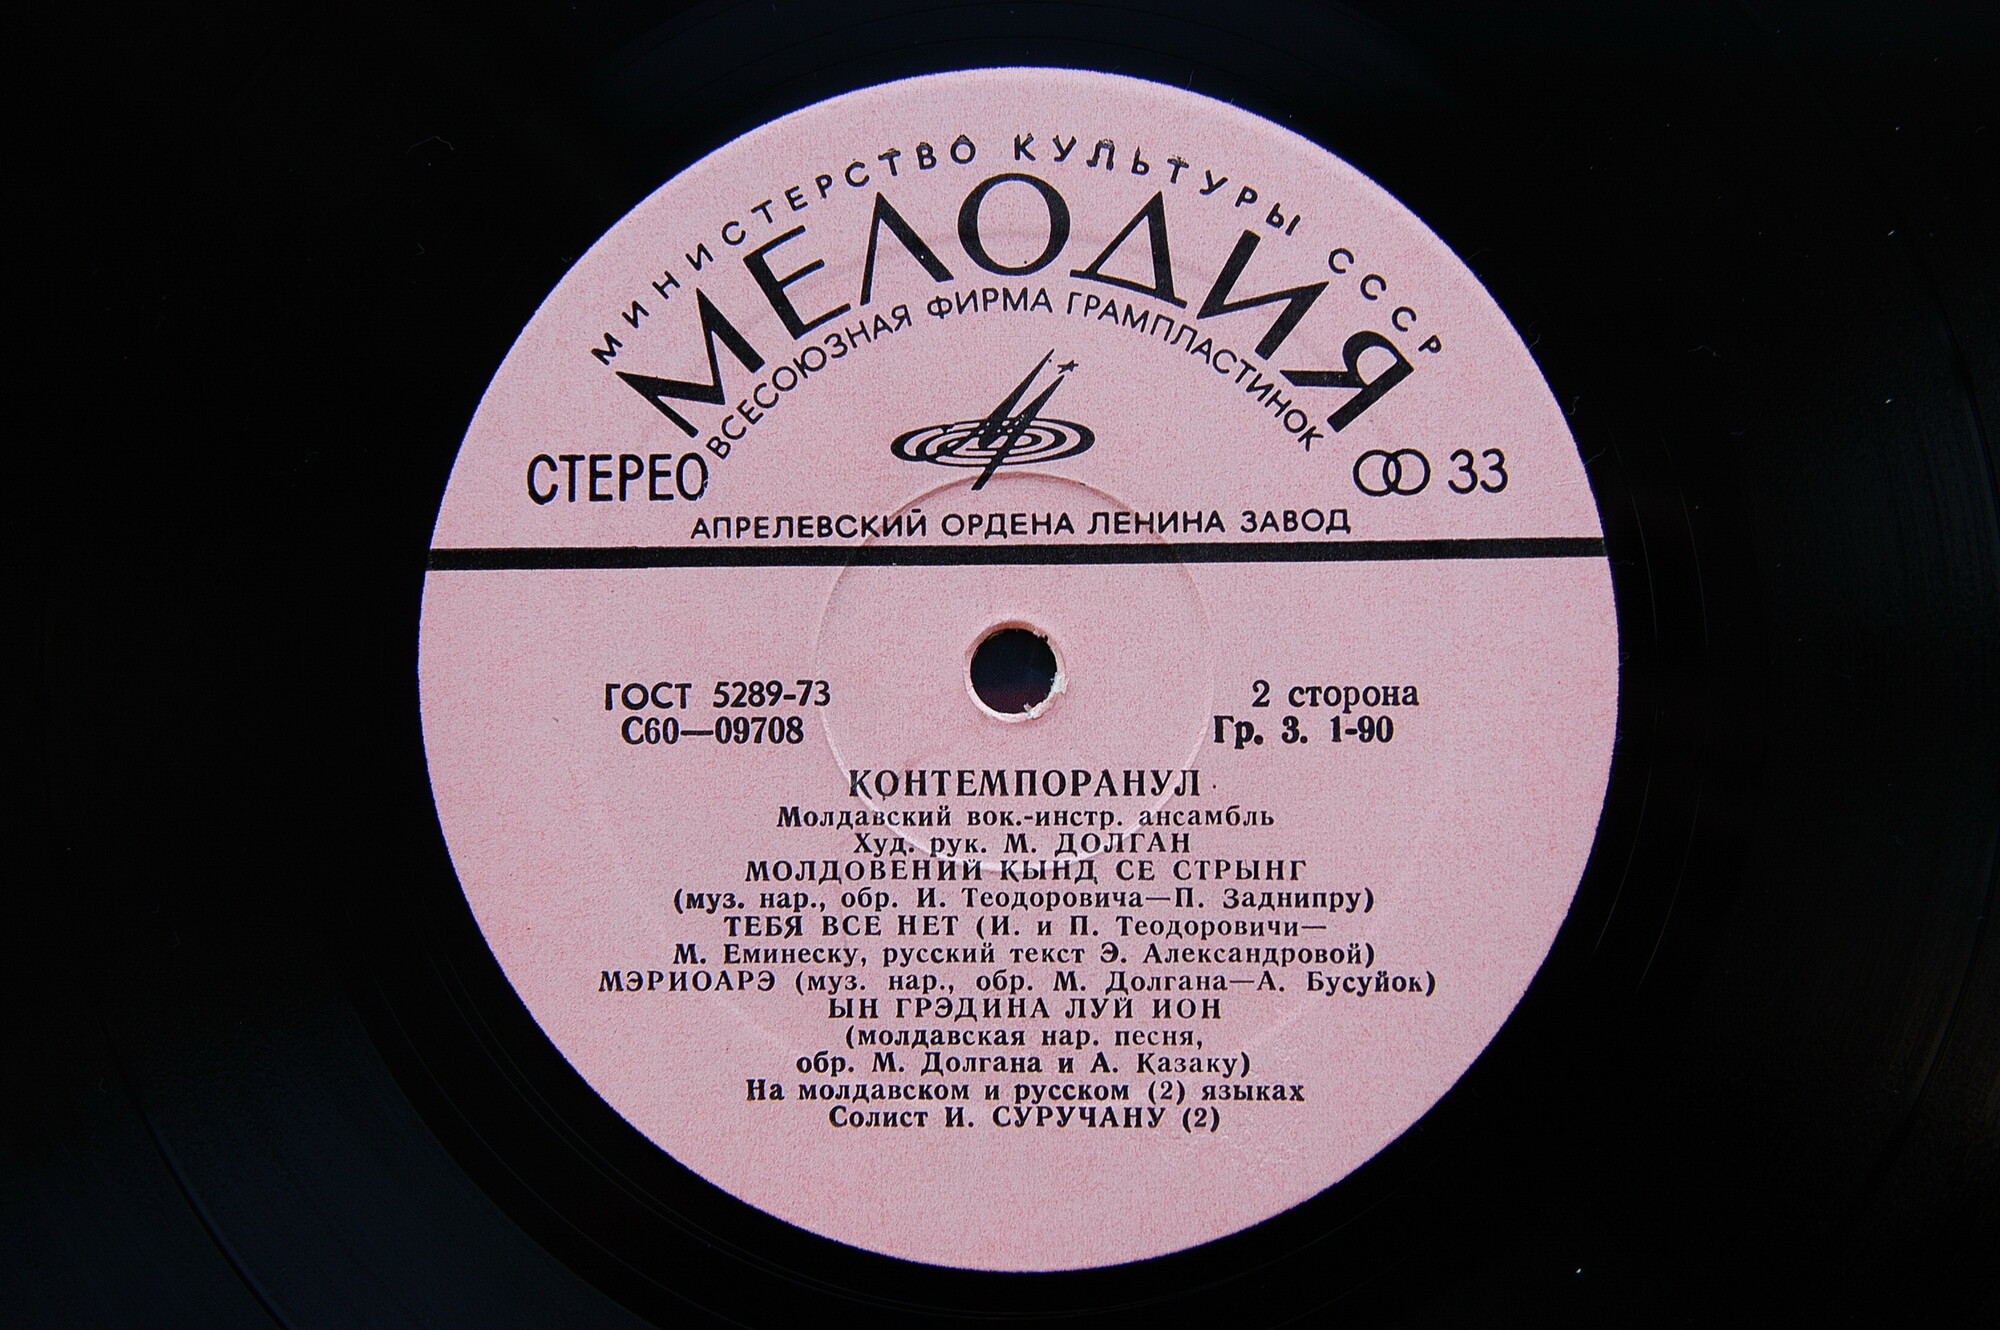 МИНИСТЕРСТВО КУЛЬТУРЫ СССР
МЕЛОДИЯ
ВСЕСОЮЗНАЯ ФИРМА ГРАМПЛАСТИНОК
СТЕРЕО
33
АПРЕЛЕВСКИЙ ОРДЕНА ЛЕНИНА ЗАВОД
ГОСТ 5289-73
С60—09708
2 сторона
Гр. 3. 1-90
КОНТЕМПОРАНУЛ
Молдавский вок.-инстр. ансамбль
Худ. рук. М. ДОЛГАН
МОЛДОВЕНИЙ КЫНД СЕ СТРЫНГ
(муз. нар., обр. И. Теодоровича—П. Заднипру)
ТЕБЯ ВСЕ НЕТ (И. и П. Теодоровичи—
М. Еминеску, русский текст Э. Александровой)
МЭРИОАРЭ (муз. нар., обр. М. Долгана—А. Бусуйок)
ЫН ГРЭДИНА ЛУЙ ИОН
(молдавская нар. песня,
обр. М. Долгана и А. Казаку)
На молдавском и русском (2) языках
Солист И. СУРУЧАНУ (2)